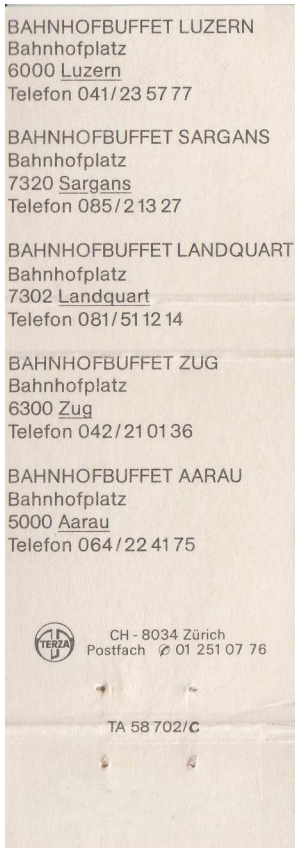 BAHNHOFBUFFET LUZERN
Bahnhofplatz
6000 Luzern
Telefon 041/23 57 77
BAHNHOFBUFFET SARGANS
Bahnhofplatz
7320 Sargans
Telefon 085/2 13 27
BAHNHOFBUFFET LANDQUART
Bahnhofplatz
7302 Landquart
Telefon 081/51 12 14
BAHNHOFBUFFET ZUG
Bahnhofplatz
6300 Zug
Telefon 042/21 01 36
BAHNHOFBUFFET AARAU
Bahnhofplatz
5000 Aarau
Telefon 064/22 41 75
TERZA
CH - 8034 Zürich
Postfach ✆ 01 251 07 76
TA 58 702/C